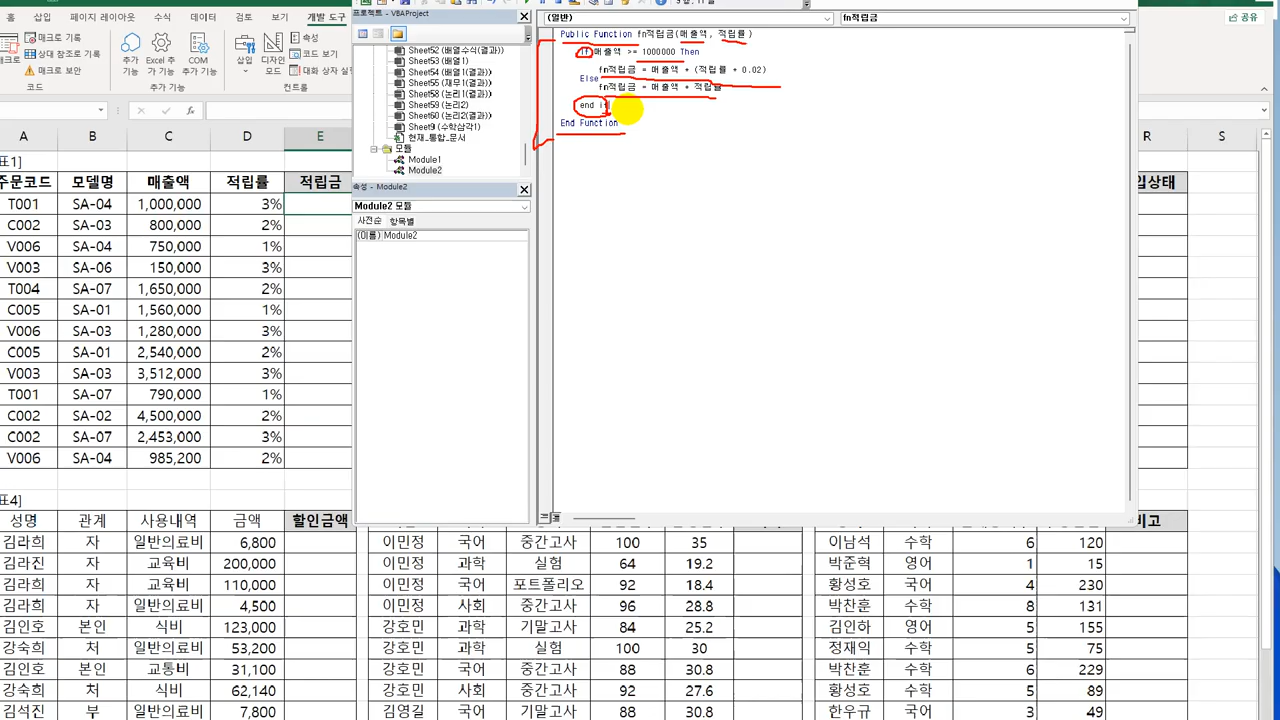 홈 삽입 페이지 레이아웃 수식 데이터 검토 보기 개발 도구
공유
매크로 기록
상대 참조로 기록
매크로 보안
코드
추가 기능
Excel 추가 기능
COM 추가 기능
추가 기능
삽입
디자인 모드
속성
코드 보기
대화 상자 실행
컨트롤
프로젝트 - VBAProject
Sheet52 (배열수식(결과))
Sheet53 (배열1)
Sheet54 (배열1(결과))
Sheet55 (재무1(결과))
Sheet58 (논리1(결과))
Sheet59 (논리2)
Sheet60 (논리2(결과))
Sheet9 (수학삼각1)
현재_통합_문서
모듈
Module1
Module2
속성 - Module2
Module2 모듈
사전순 항목별
(이름) Module2
(일반) fn적립금
Public Function fn적립금(매출액, 적립률)
If 매출액 >= 1000000 Then
fn적립금 = 매출액 * (적립률 + 0.02)
Else
fn적립금 = 매출액 * 적립률
end if
End Function
A B C D E R S
표1]
주문코드 모델명 매출액 적립률 적립금
T001 SA-04 1,000,000 3%
C002 SA-03 800,000 2%
V006 SA-04 750,000 1%
V003 SA-06 150,000 3%
T004 SA-07 1,650,000 2%
C005 SA-01 1,560,000 1%
V006 SA-03 1,280,000 3%
C005 SA-01 2,540,000 2%
V003 SA-03 3,512,000 3%
T001 SA-07 790,000 1%
C002 SA-02 4,500,000 2%
C002 SA-07 2,453,000 3%
V006 SA-04 985,200 2%
입상태
표4]
성명 관계 사용내역 금액 할인금액 비고
김라희 자 일반의료비 6,800 이민정 국어 중간고사 100 35 이남석 수학 6 120
김라진 자 교육비 200,000 이민정 과학 실험 64 19.2 박준혁 영어 1 15
김라희 자 교육비 110,000 이민정 국어 포트폴리오 92 18.4 황성호 국어 4 230
김라희 자 일반의료비 4,500 이민정 사회 중간고사 96 28.8 박찬훈 수학 8 131
김인호 본인 식비 123,000 강호민 과학 기말고사 84 25.2 김인하 영어 5 155
강숙희 처 일반의료비 53,200 강호민 과학 실험 100 30 정재익 수학 5 75
김인호 본인 교통비 31,100 강호민 국어 중간고사 88 30.8 박찬훈 수학 6 229
강숙희 처 식비 62,140 강호민 사회 중간고사 92 27.6 황성호 수학 5 89
김석진 부 일반의료비 7,800 김영길 국어 기말고사 88 30.8 한우규 국어 3 49